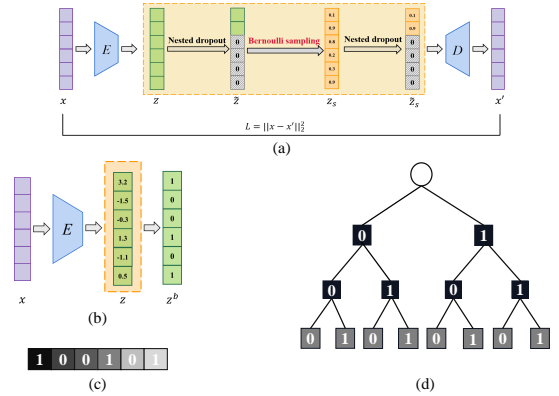 0.1
0.9
0.8
0.2
0.3
0.9
0.1
0.9
0
0
0
0
0
0
0
0
E
D
Nested dropout
Bernoulli sampling
Nested dropout
x
z
z̃
z_s
z̃_s
x′
L = ||x − x′||₂²
(a)
3.2
-1.5
-0.3
1.3
-1.1
0.5
1
0
0
1
0
1
E
x
z
z^b
(b)
1 0 0 1 0 1
(c)
0 1
0 1 0 1
0 1 0 1 0 1 0 1
(d)